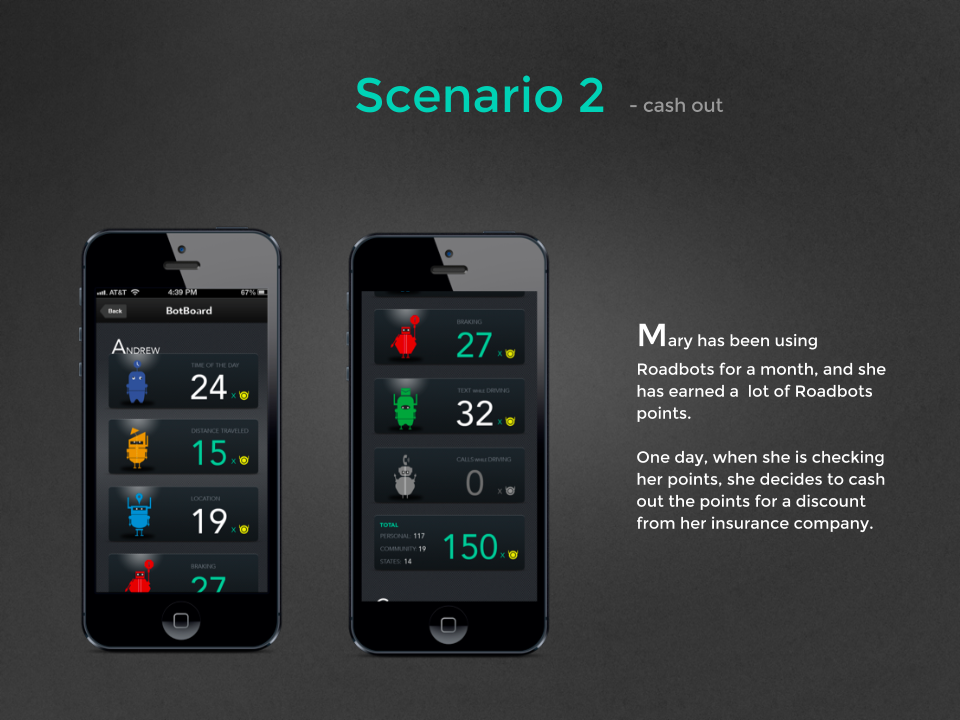 Scenario 2 - cash out
AT&T 4:39 PM 67%
Back BotBoard
ANDREW
TIME OF THE DAY
24 x
DISTANCE TRAVELED
15 x
LOCATION
19 x
BRAKING
27
BRAKING
27 x
TEXT WHILE DRIVING
32 x
CALLS WHILE DRIVING
0 x
TOTAL
PERSONAL: 117
COMMUNITY: 19
STATES: 14
150 x
Mary has been using
Roadbots for a month, and she
has earned a lot of Roadbots
points.
One day, when she is checking
her points, she decides to cash
out the points for a discount
from her insurance company.